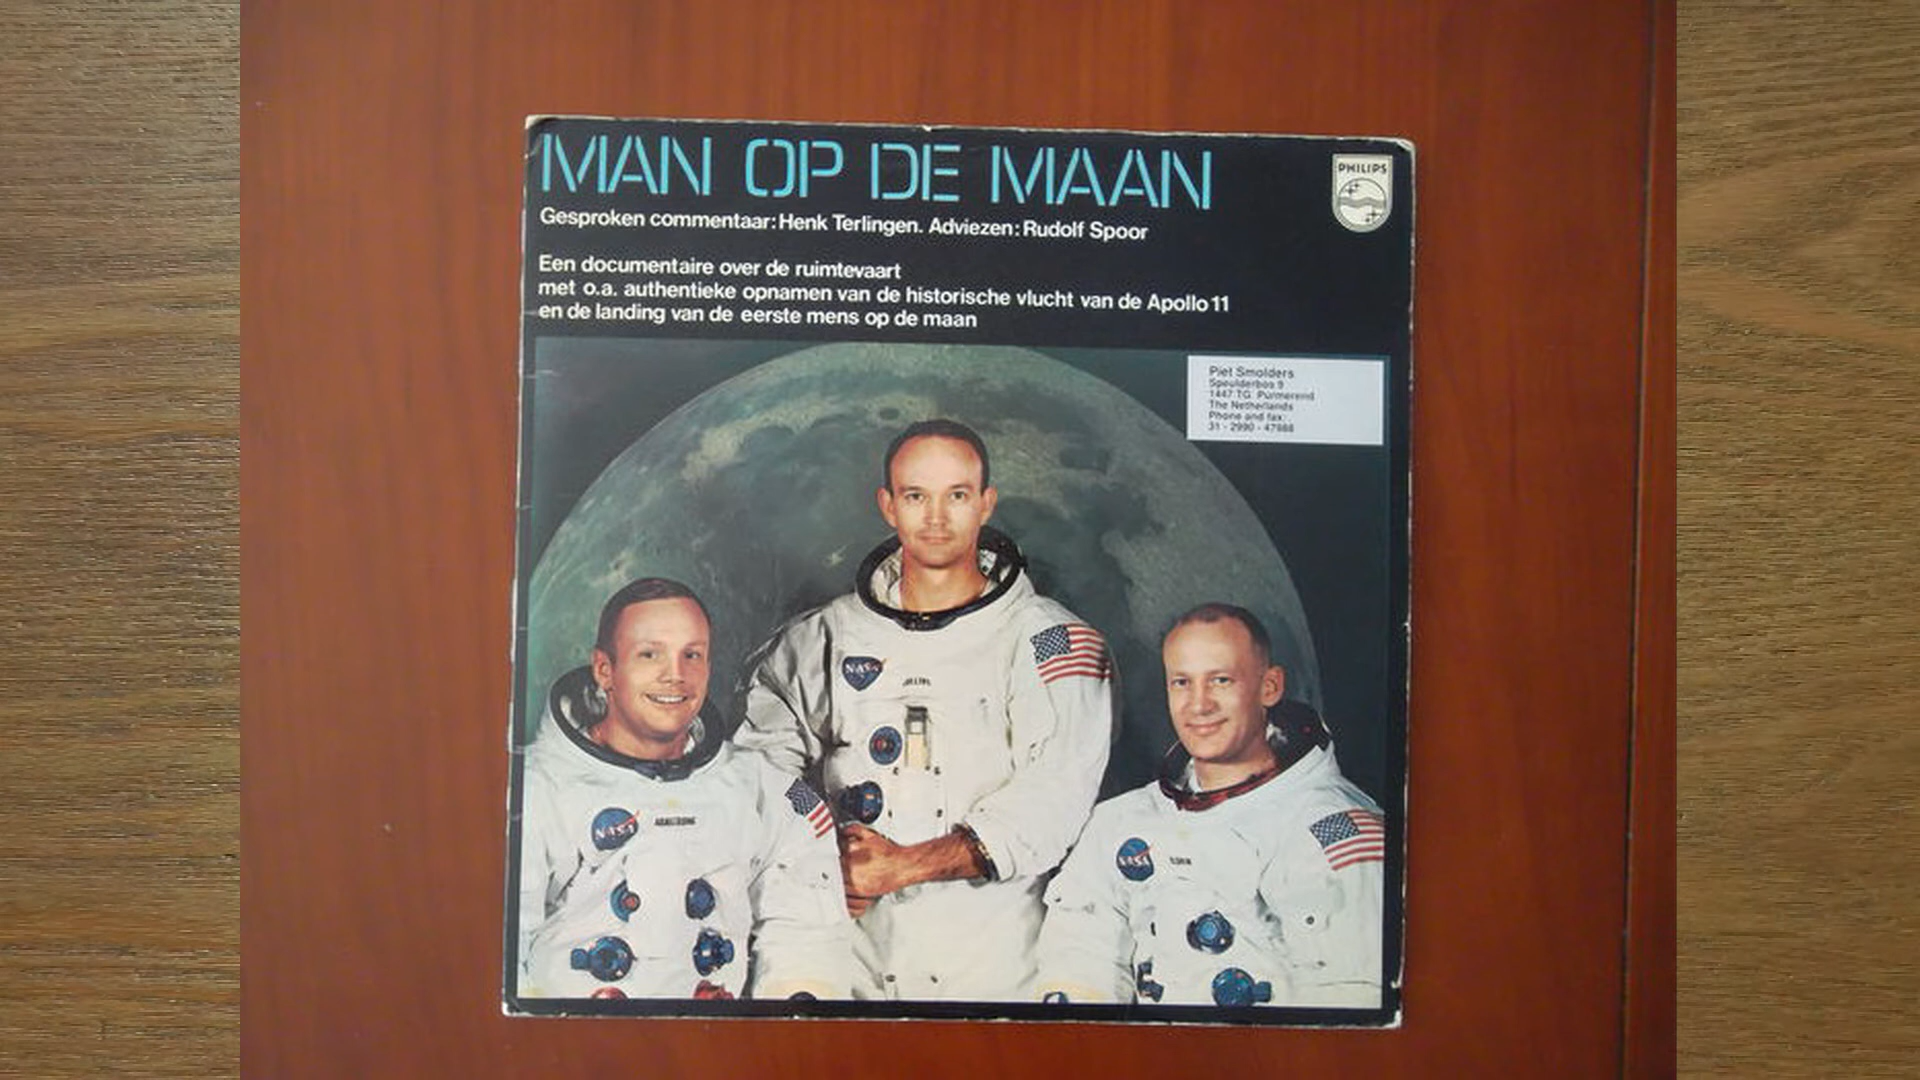 MAN OP DE MAAN
PHILIPS
Gesproken commentaar: Henk Terlingen. Adviezen: Rudolf Spoor
Een documentaire over de ruimtevaart
met o.a. authentieke opnamen van de historische vlucht van de Apollo 11
en de landing van de eerste mens op de maan
Piet Smolders
Speulderbos 9
1447 TG Purmerend
The Netherlands
Phone and fax:
31 - 2990 - 47988
NASA
NASA
ARMSTRONG
NASA